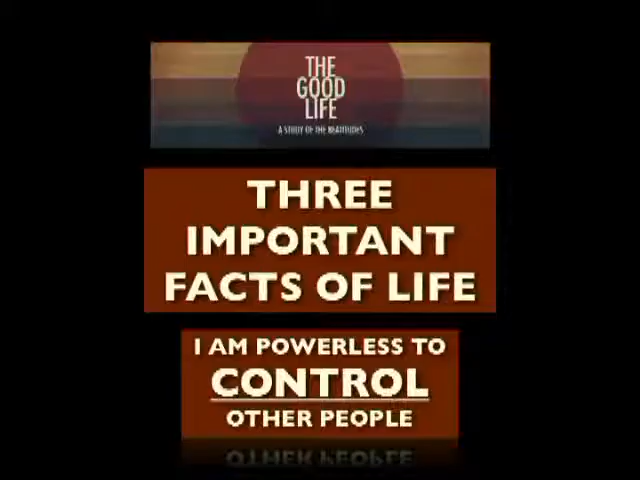 THE
GOOD
LIFE
A STUDY OF THE BEATITUDES
THREE
IMPORTANT
FACTS OF LIFE
I AM POWERLESS TO
CONTROL
OTHER PEOPLE